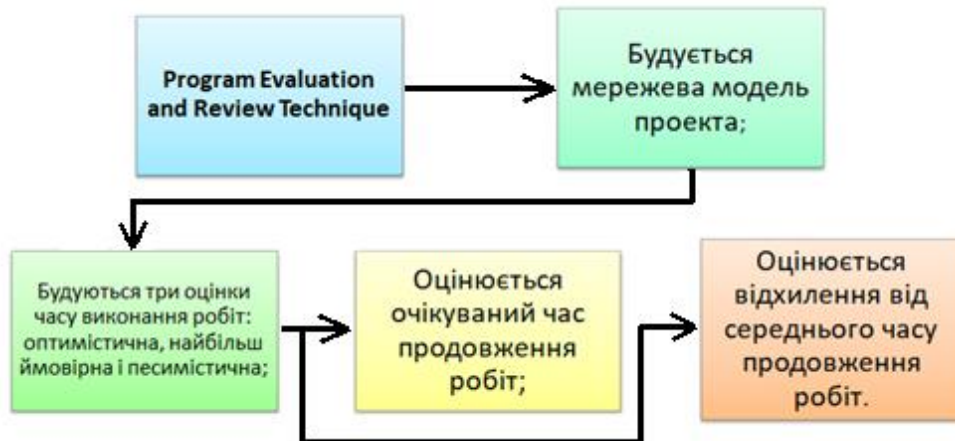 Program Evaluation
and Review Technique
Будується
мережева модель
проекта;
Будуються три оцінки
часу виконання робіт:
оптимістична, найбільш
ймовірна і песимістична;
Оцінюється
очікуваний час
продовження
робіт;
Оцінюється
відхилення від
середнього часу
продовження
робіт.